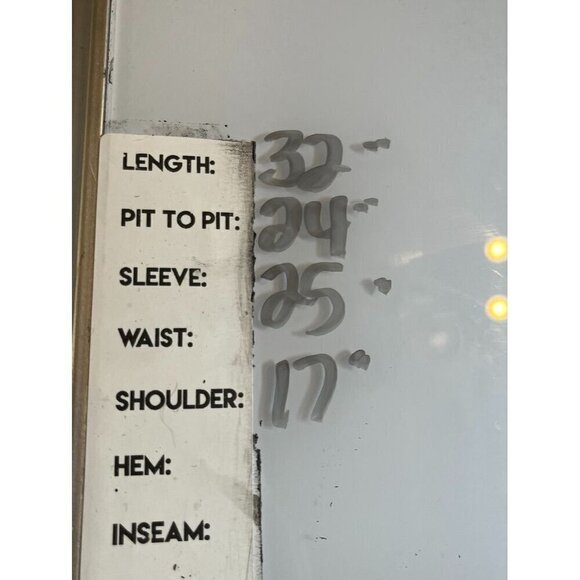 LENGTH: 32"
PIT TO PIT: 24"
SLEEVE: 25"
WAIST:
SHOULDER: 17"
HEM:
INSEAM: